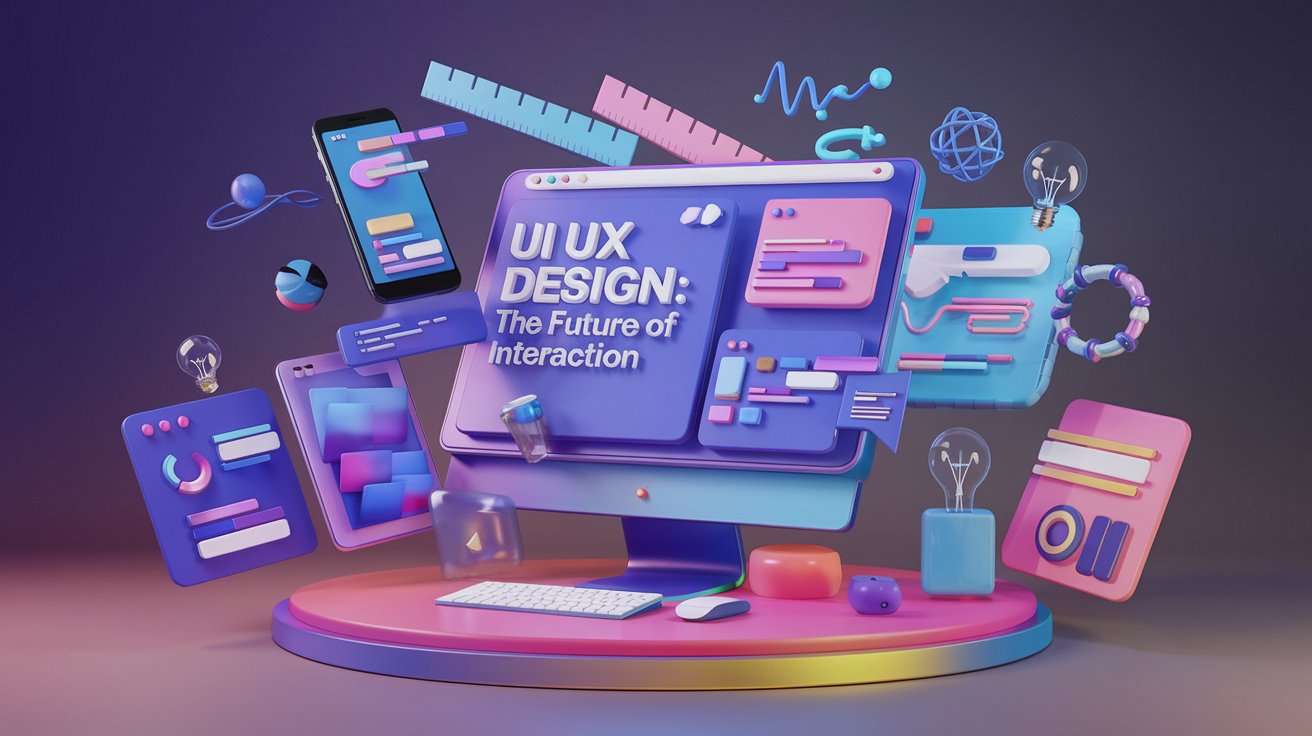 UI UX
DESIGN:
The Future of
Interaction